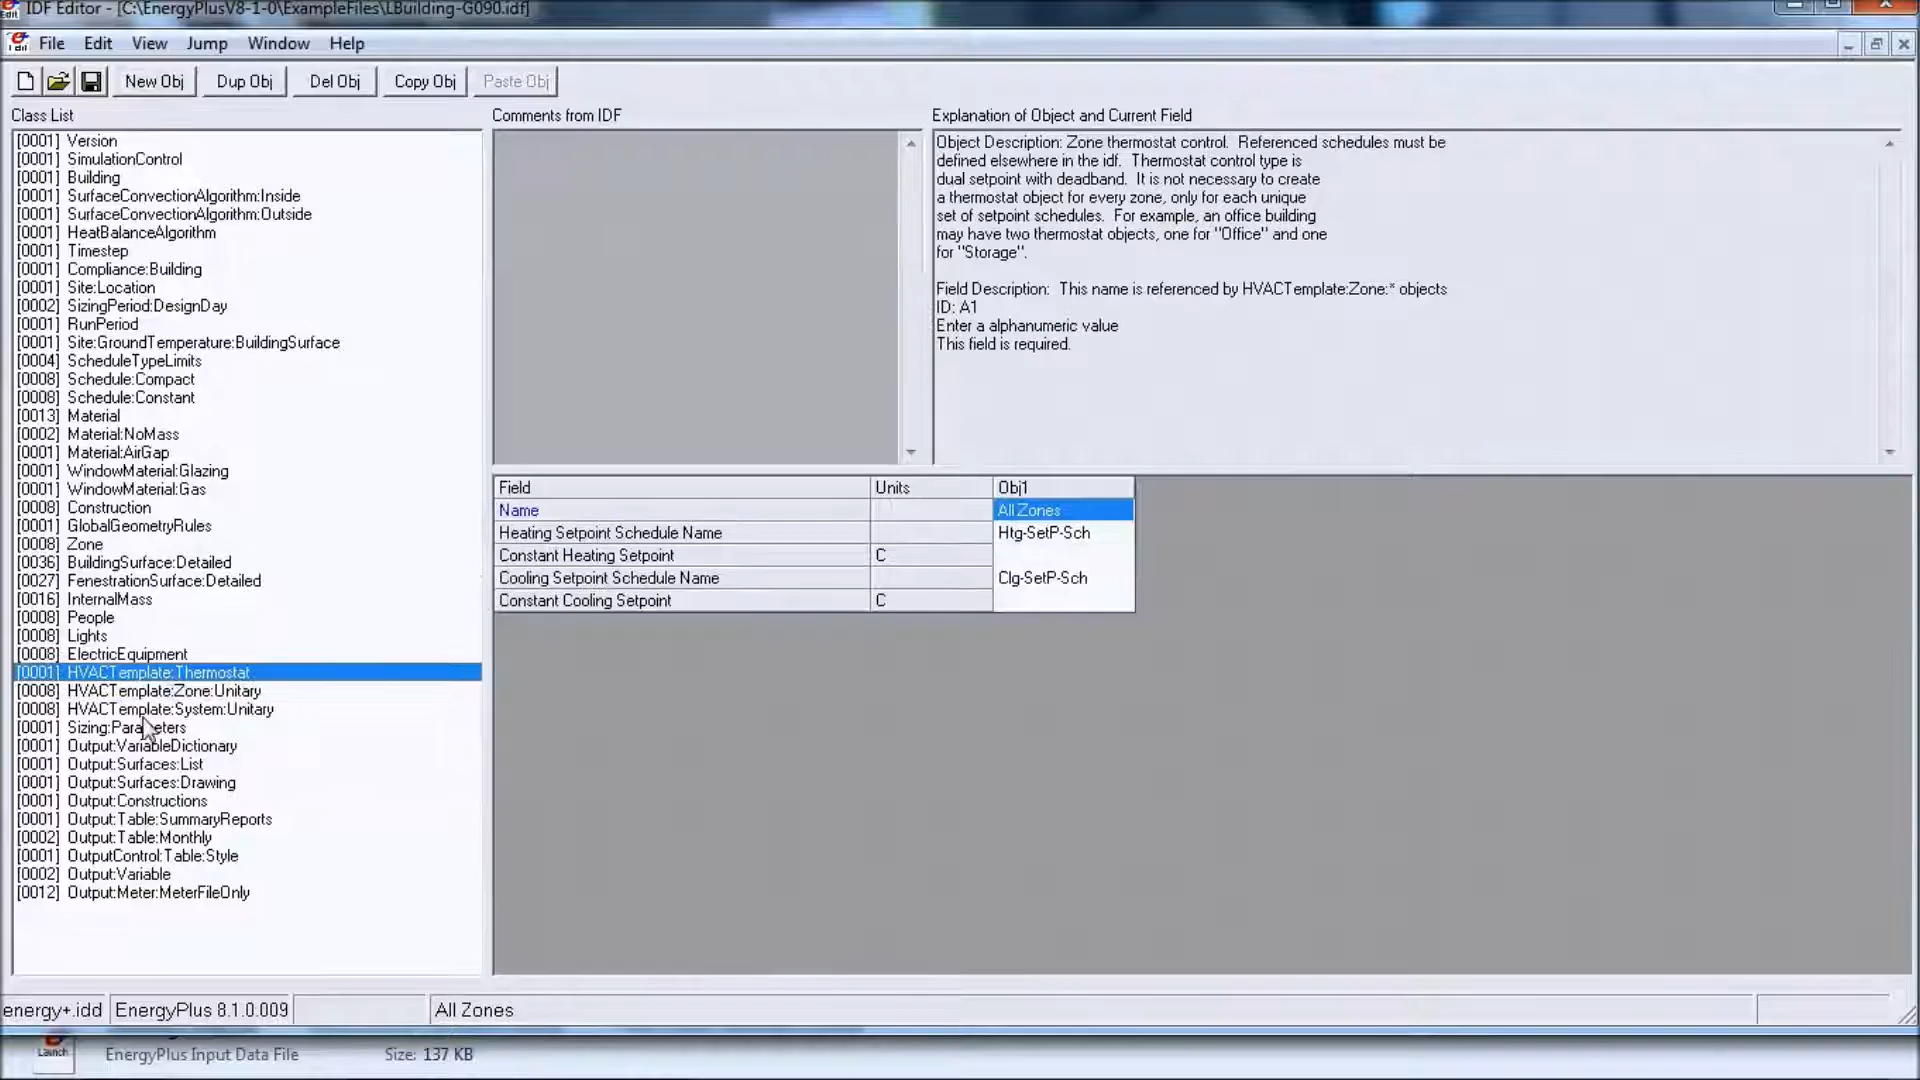 IDF Editor - [C:\EnergyPlusV8-1-0\ExampleFiles\LBuilding-G090.idf]
File Edit View Jump Window Help
New Obj Dup Obj Del Obj Copy Obj Paste Obj
Class List
[0001] Version
[0001] SimulationControl
[0001] Building
[0001] SurfaceConvectionAlgorithm:Inside
[0001] SurfaceConvectionAlgorithm:Outside
[0001] HeatBalanceAlgorithm
[0001] Timestep
[0001] Compliance:Building
[0001] Site:Location
[0002] SizingPeriod:DesignDay
[0001] RunPeriod
[0001] Site:GroundTemperature:BuildingSurface
[0004] ScheduleTypeLimits
[0008] Schedule:Compact
[0008] Schedule:Constant
[0013] Material
[0002] Material:NoMass
[0001] Material:AirGap
[0001] WindowMaterial:Glazing
[0001] WindowMaterial:Gas
[0008] Construction
[0001] GlobalGeometryRules
[0008] Zone
[0036] BuildingSurface:Detailed
[0027] FenestrationSurface:Detailed
[0016] InternalMass
[0008] People
[0008] Lights
[0008] ElectricEquipment
[0001] HVACTemplate:Thermostat
[0008] HVACTemplate:Zone:Unitary
[0008] HVACTemplate:System:Unitary
[0001] Sizing:Parameters
[0001] Output:VariableDictionary
[0001] Output:Surfaces:List
[0001] Output:Surfaces:Drawing
[0001] Output:Constructions
[0001] Output:Table:SummaryReports
[0002] Output:Table:Monthly
[0001] OutputControl:Table:Style
[0002] Output:Variable
[0012] Output:Meter:MeterFileOnly
Comments from IDF
Explanation of Object and Current Field
Object Description: Zone thermostat control. Referenced schedules must be
defined elsewhere in the idf. Thermostat control type is
dual setpoint with deadband. It is not necessary to create
a thermostat object for every zone, only for each unique
set of setpoint schedules. For example, an office building
may have two thermostat objects, one for "Office" and one
for "Storage".
Field Description: This name is referenced by HVACTemplate:Zone:* objects
ID: A1
Enter a alphanumeric value
This field is required.
Field Units Obj1
Name All Zones
Heating Setpoint Schedule Name Htg-SetP-Sch
Constant Heating Setpoint C
Cooling Setpoint Schedule Name Clg-SetP-Sch
Constant Cooling Setpoint C
energy+.idd EnergyPlus 8.1.0.009 All Zones
Launch
EnergyPlus Input Data File Size: 137 KB